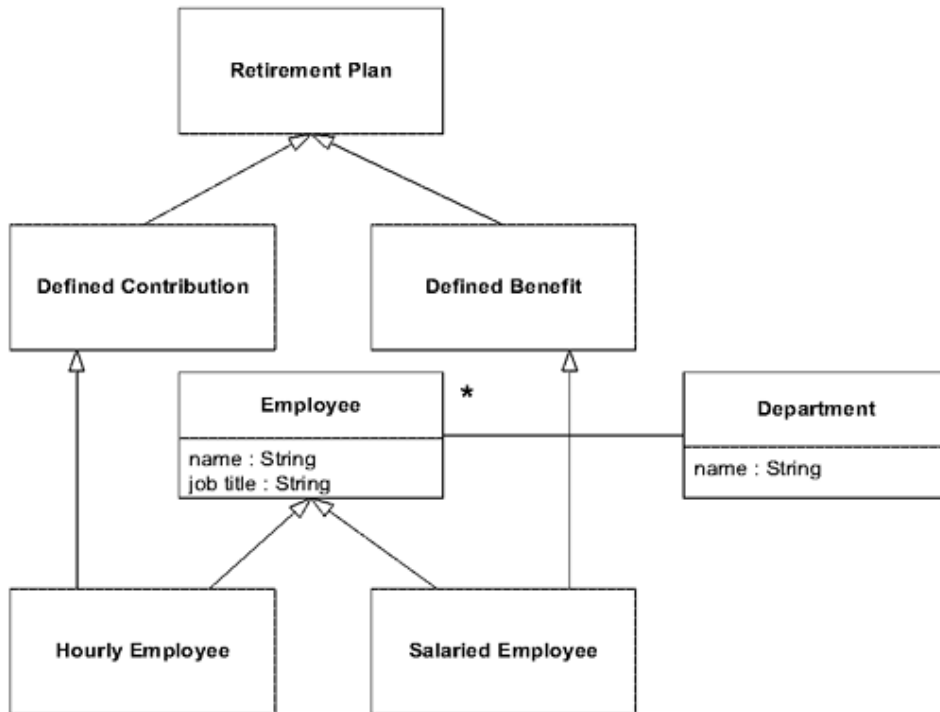 Retirement Plan
Defined Contribution
Defined Benefit
Employee
*
Department
name : String
job title : String
name : String
Hourly Employee
Salaried Employee